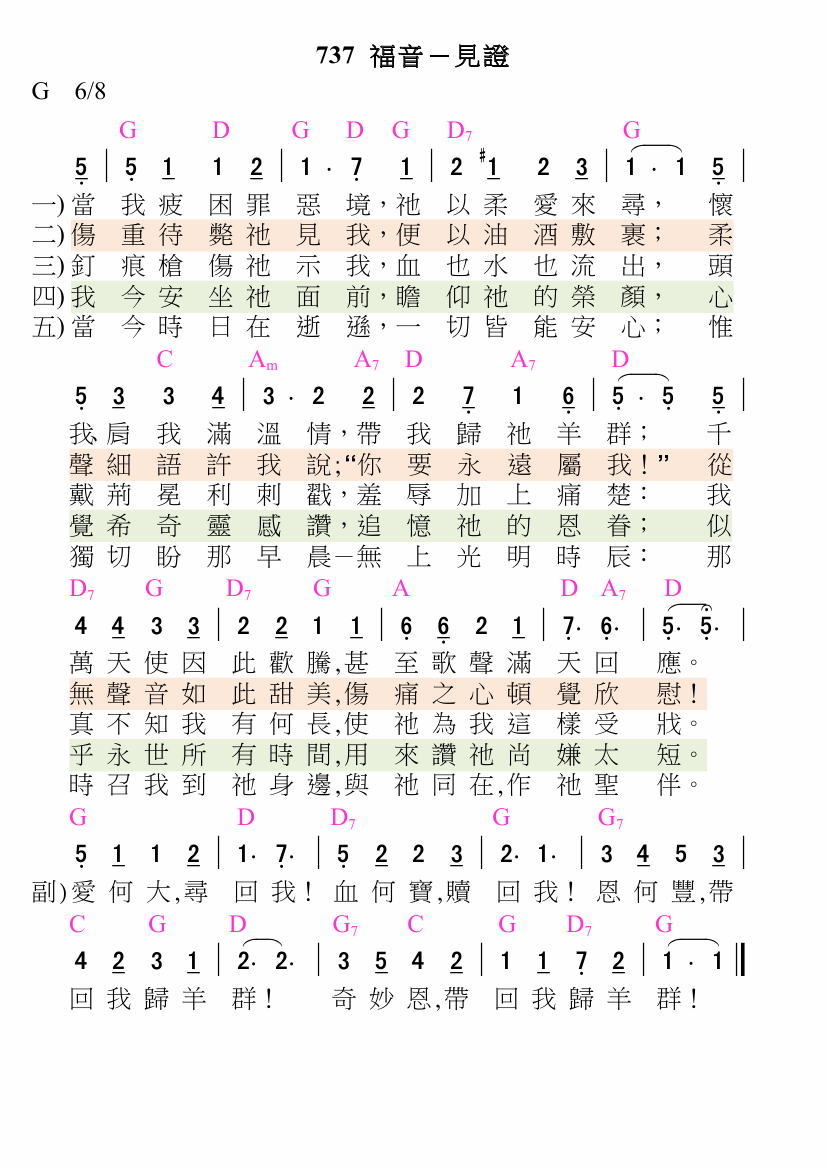 737 福音－見證
G 6/8
G D G D G D7 G
5 | 5 1 1 2 | 1 · 7 1 | 2 #1 2 3 | 1 · 1 5 |
一)當 我疲困罪惡境，祂以柔愛來尋， 懷
二)傷 重待斃祂見我，便以油酒敷裹； 柔
三)釘 痕槍傷祂示我，血也水也流出， 頭
四)我 今安坐祂面前，瞻仰祂的榮顏， 心
五)當 今時日在逝遜，一切皆能安心； 惟
C Am A7 D A7 D
5 3 3 4 | 3 · 2 2 | 2 7 1 6 | 5 · 5 5 |
我、肩我滿溫情，帶我歸祂羊群； 千
聲細語許我說；“你要永遠屬我！” 從
戴荊冕利刺戳，羞辱加上痛楚： 我
覺希奇靈感讚，追憶祂的恩眷； 似
獨切盼那早晨－無上光明時辰： 那
D7 G D7 G A D A7 D
4 4 3 3 | 2 2 1 1 | 6 6 2 1 | 7· 6· | 5· 5· |
萬天使因此歡騰，甚至歌聲滿天回應。
無聲音如此甜美，傷痛之心頓覺欣慰！
真不知我有何長，使祂為我這樣受戕。
乎永世所有時間，用來讚祂尚嫌太短。
時召我到祂身邊，與祂同在，作祂聖伴。
G D D7 G G7
5 1 1 2 | 1· 7· | 5 2 2 3 | 2· 1· | 3 4 5 3 |
副)愛何大，尋回我！血何寶，贖回我！恩何豐，帶
C G D G7 C G D7 G
4 2 3 1 | 2· 2· | 3 5 4 2 | 1 1 7 2 | 1 · 1 ‖
回我歸羊群！ 奇妙恩，帶回我歸羊群！